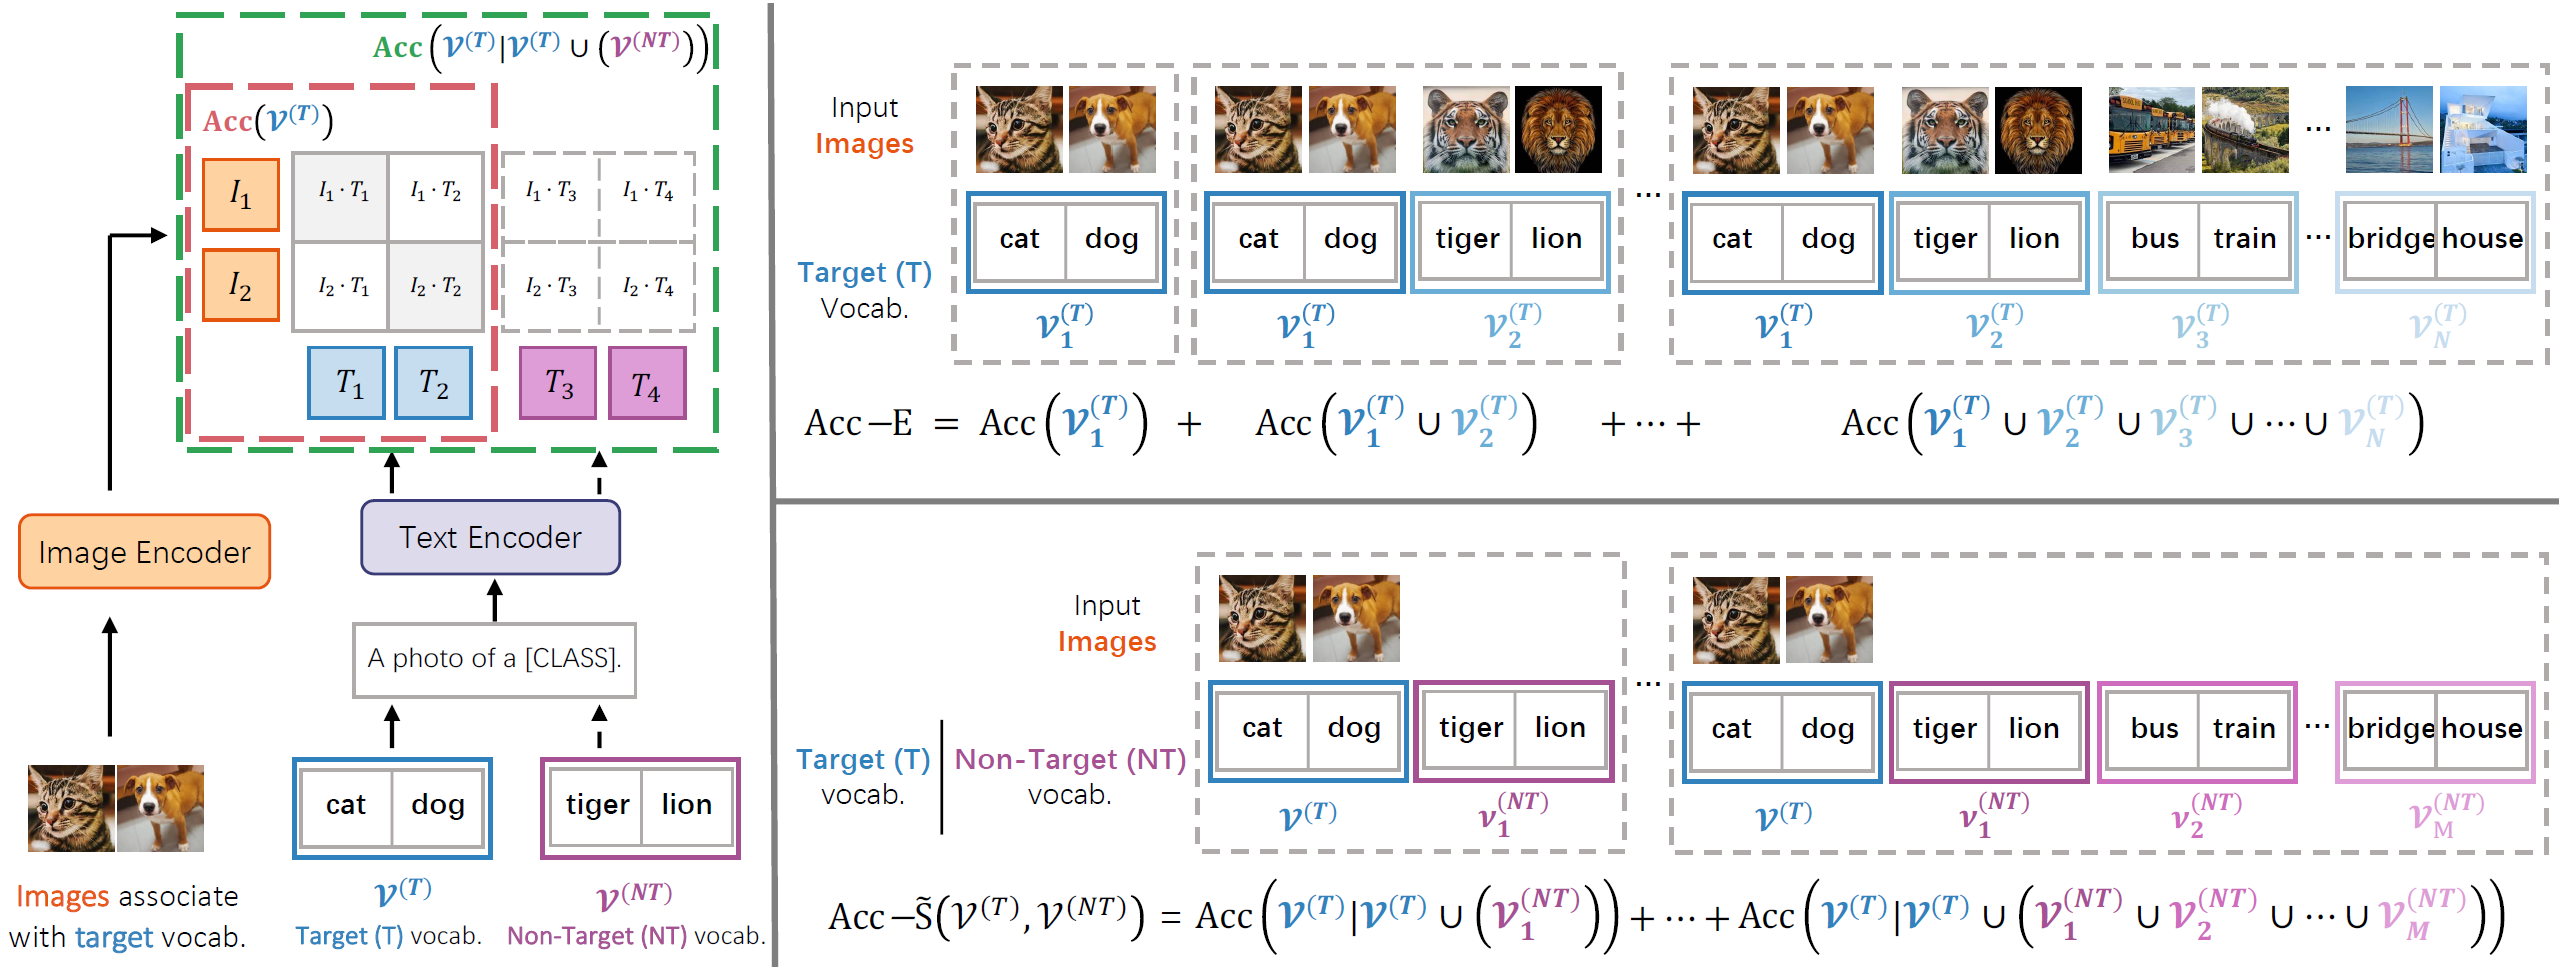 Acc(𝒱^(T)|𝒱^(T) ∪ (𝒱^(NT)))
Acc(𝒱^(T))
I₁
I₁ · T₁ I₁ · T₂ I₁ · T₃ I₁ · T₄
I₂
I₂ · T₁ I₂ · T₂ I₂ · T₃ I₂ · T₄
T₁ T₂ T₃ T₄
Image Encoder
Text Encoder
A photo of a [CLASS].
cat dog
tiger lion
Images associate
with target vocab.
𝒱^(T)
Target (T) vocab.
𝒱^(NT)
Non-Target (NT) vocab.
Input
Images
Target (T)
Vocab.
cat dog
𝒱₁^(T)
cat dog tiger lion
𝒱₁^(T) 𝒱₂^(T)
...
cat dog tiger lion bus train ... bridge house
𝒱₁^(T) 𝒱₂^(T) 𝒱₃^(T) 𝒱_N^(T)
...
Acc−E = Acc(𝒱₁^(T)) + Acc(𝒱₁^(T) ∪ 𝒱₂^(T)) + ⋯ + Acc(𝒱₁^(T) ∪ 𝒱₂^(T) ∪ 𝒱₃^(T) ∪ ⋯ ∪ 𝒱_N^(T))
Input
Images
Target (T)
vocab.
Non-Target (NT)
vocab.
cat dog tiger lion
𝒱^(T) 𝒱₁^(NT)
...
cat dog tiger lion bus train ... bridge house
𝒱^(T) 𝒱₁^(NT) 𝒱₂^(NT) 𝒱_M^(NT)
Acc−S̃(𝒱^(T), 𝒱^(NT)) = Acc(𝒱^(T)|𝒱^(T) ∪ (𝒱₁^(NT))) + ⋯ + Acc(𝒱^(T)|𝒱^(T) ∪ (𝒱₁^(NT) ∪ 𝒱₂^(NT) ∪ ⋯ ∪ 𝒱_M^(NT)))